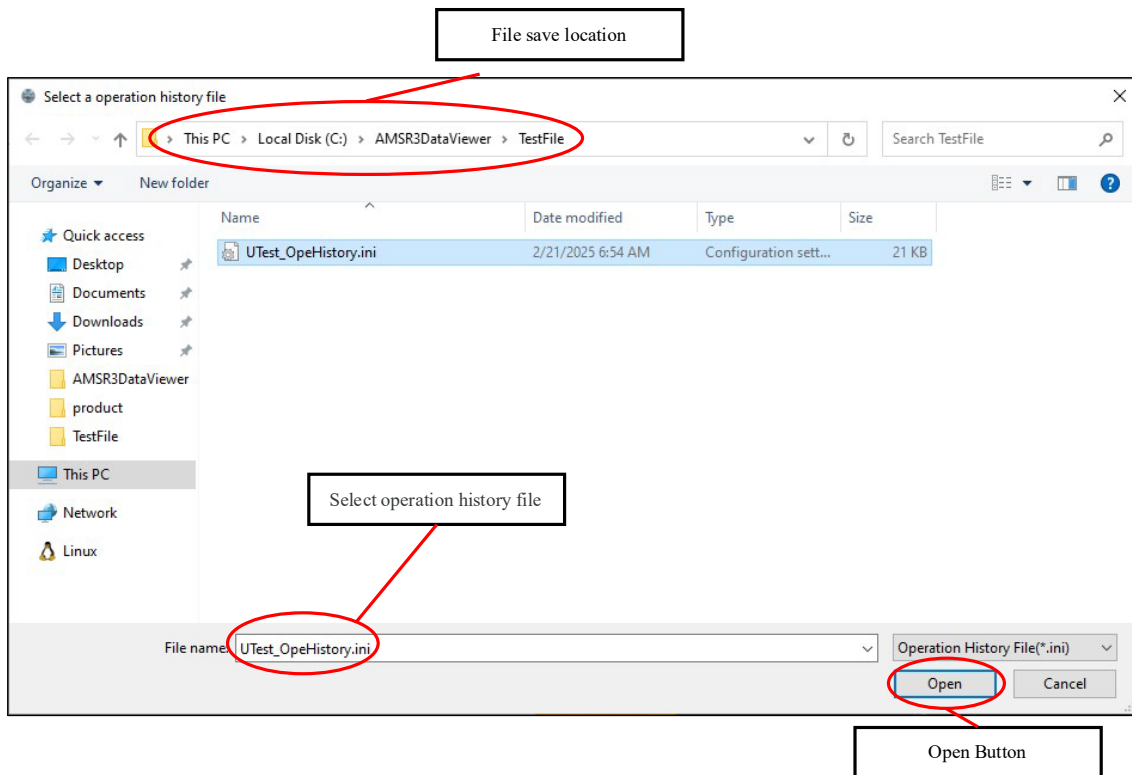 File save location
Select a operation history file
This PC > Local Disk (C:) > AMSR3DataViewer > TestFile
Search TestFile
Organize
New folder
Name
Date modified
Type
Size
Quick access
UTest_OpeHistory.ini
2/21/2025 6:54 AM
Configuration sett...
21 KB
Desktop
Documents
Downloads
Pictures
AMSR3DataViewer
product
TestFile
This PC
Select operation history file
Network
Linux
File name:
UTest_OpeHistory.ini
Operation History File(*.ini)
Open
Cancel
Open Button